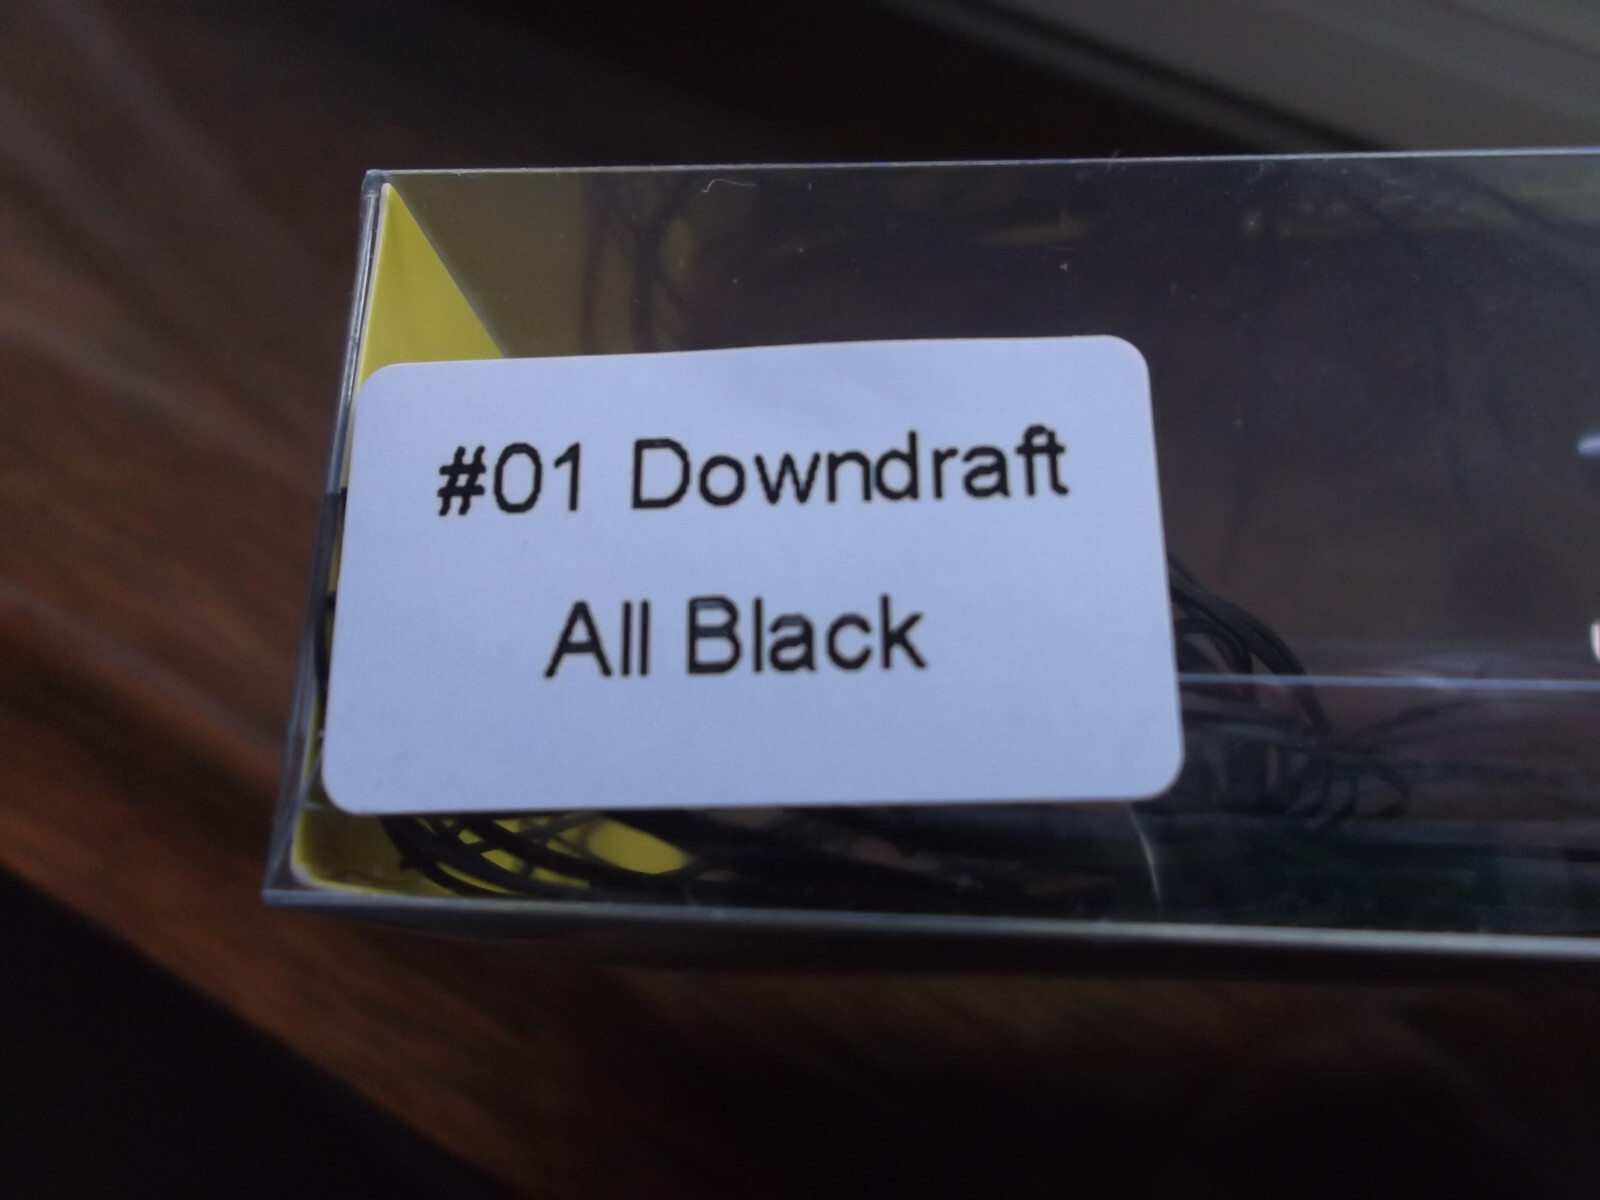 #01 Downdraft
All Black